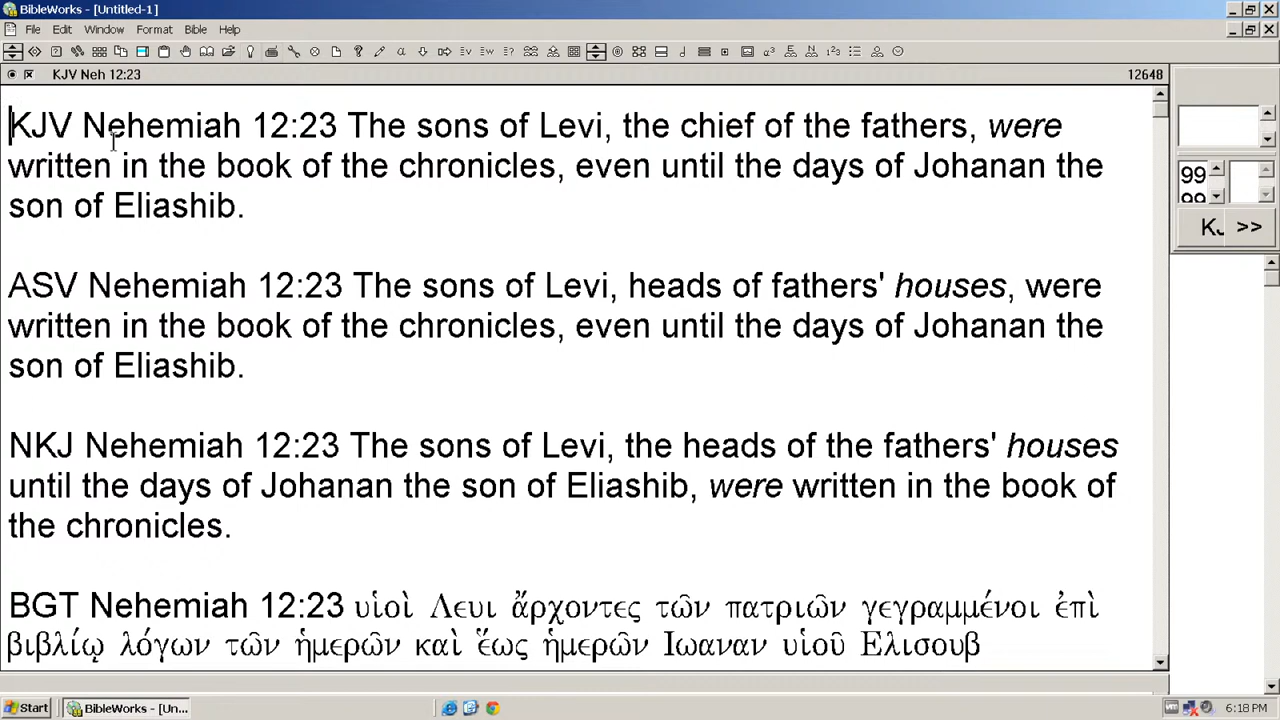 BibleWorks - [Untitled-1]
File Edit Window Format Bible Help
KJV Neh 12:23
12648
KJV Nehemiah 12:23 The sons of Levi, the chief of the fathers, were
written in the book of the chronicles, even until the days of Johanan the
son of Eliashib.
ASV Nehemiah 12:23 The sons of Levi, heads of fathers' houses, were
written in the book of the chronicles, even until the days of Johanan the
son of Eliashib.
NKJ Nehemiah 12:23 The sons of Levi, the heads of the fathers' houses
until the days of Johanan the son of Eliashib, were written in the book of
the chronicles.
BGT Nehemiah 12:23 υἱοὶ Λευι ἄρχοντες τῶν πατριῶν γεγραμμένοι ἐπὶ
βιβλίῳ λόγων τῶν ἡμερῶν καὶ ἕως ἡμερῶν Ιωαναν υἱοῦ Ελισουβ
99
>>
Start
BibleWorks - [Un...
6:18 PM